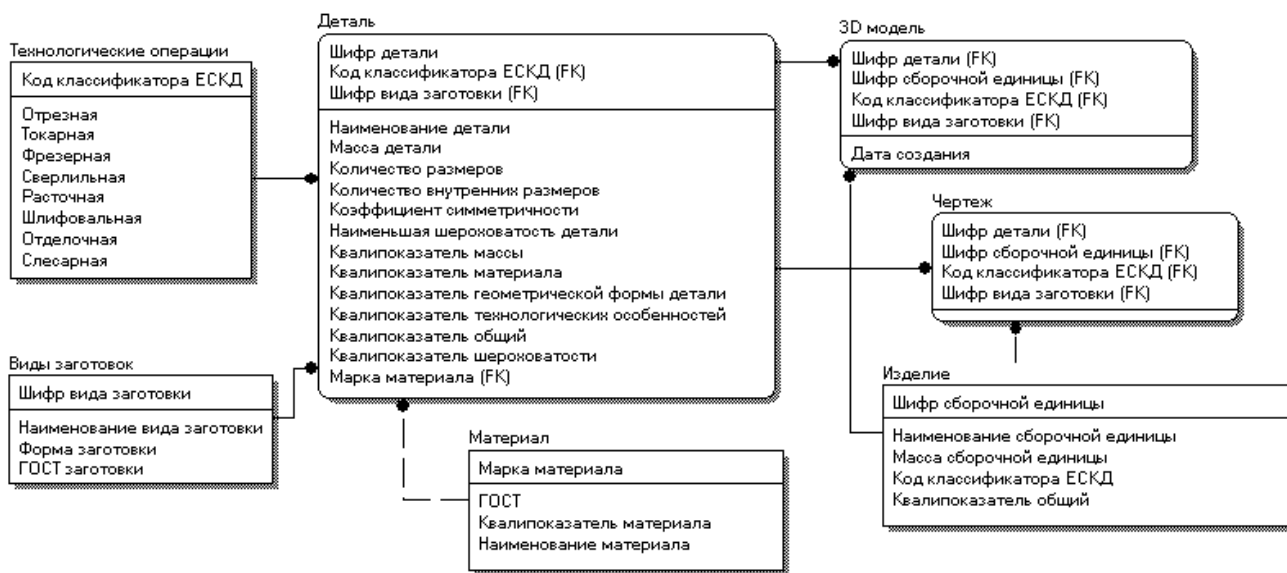 Технологические операции
Код классификатора ЕСКД
Отрезная
Токарная
Фрезерная
Сверлильная
Расточная
Шлифовальная
Отделочная
Слесарная
Виды заготовок
Шифр вида заготовки
Наименование вида заготовки
Форма заготовки
ГОСТ заготовки
Деталь
Шифр детали
Код классификатора ЕСКД (FK)
Шифр вида заготовки (FK)
Наименование детали
Масса детали
Количество размеров
Количество внутренних размеров
Коэффициент симметричности
Наименьшая шероховатость детали
Квалипоказатель массы
Квалипоказатель материала
Квалипоказатель геометрической формы детали
Квалипоказатель технологических особенностей
Квалипоказатель общий
Квалипоказатель шероховатости
Марка материала (FK)
Материал
Марка материала
ГОСТ
Квалипоказатель материала
Наименование материала
3D модель
Шифр детали (FK)
Шифр сборочной единицы (FK)
Код классификатора ЕСКД (FK)
Шифр вида заготовки (FK)
Дата создания
Чертеж
Шифр детали (FK)
Шифр сборочной единицы (FK)
Код классификатора ЕСКД (FK)
Шифр вида заготовки (FK)
Изделие
Шифр сборочной единицы
Наименование сборочной единицы
Масса сборочной единицы
Код классификатора ЕСКД
Квалипоказатель общий